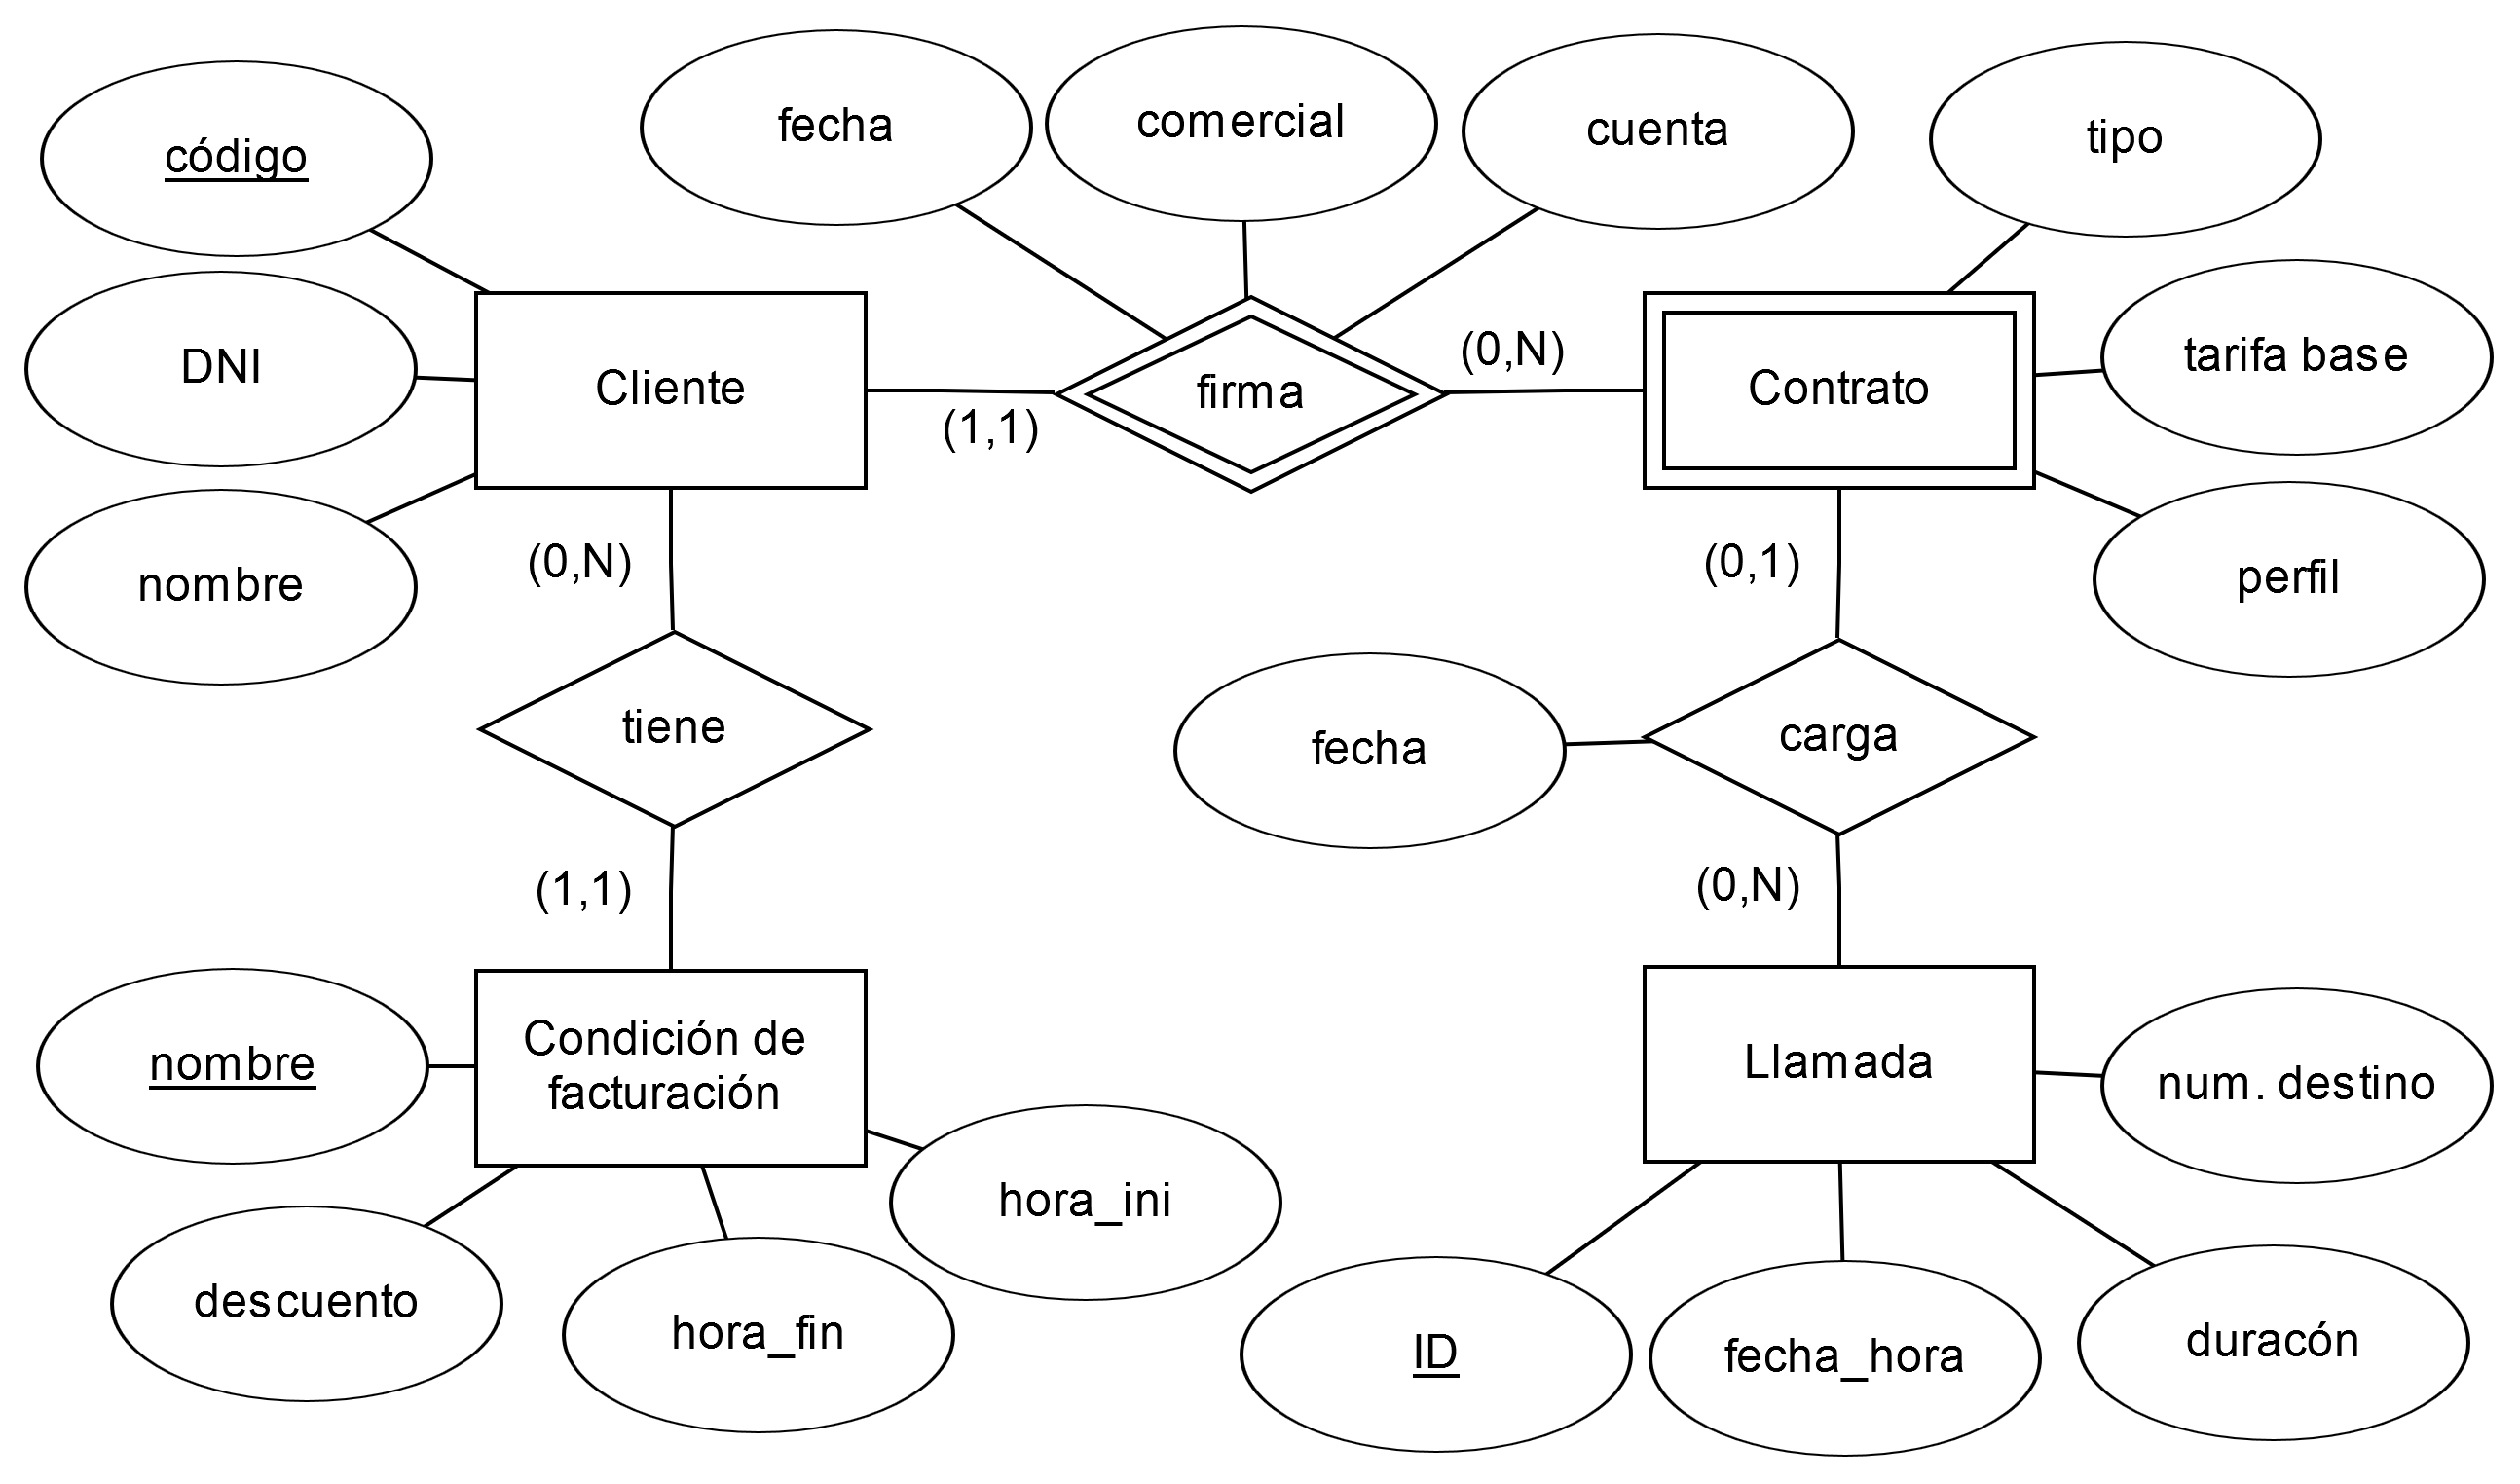 código
fecha
comercial
cuenta
tipo
DNI
Cliente
(1,1)
firma
(0,N)
Contrato
tarifa base
nombre
(0,N)
(0,1)
perfil
tiene
fecha
carga
(1,1)
(0,N)
nombre
Condición de
facturación
Llamada
num. destino
descuento
hora_fin
hora_ini
ID
fecha_hora
duracón